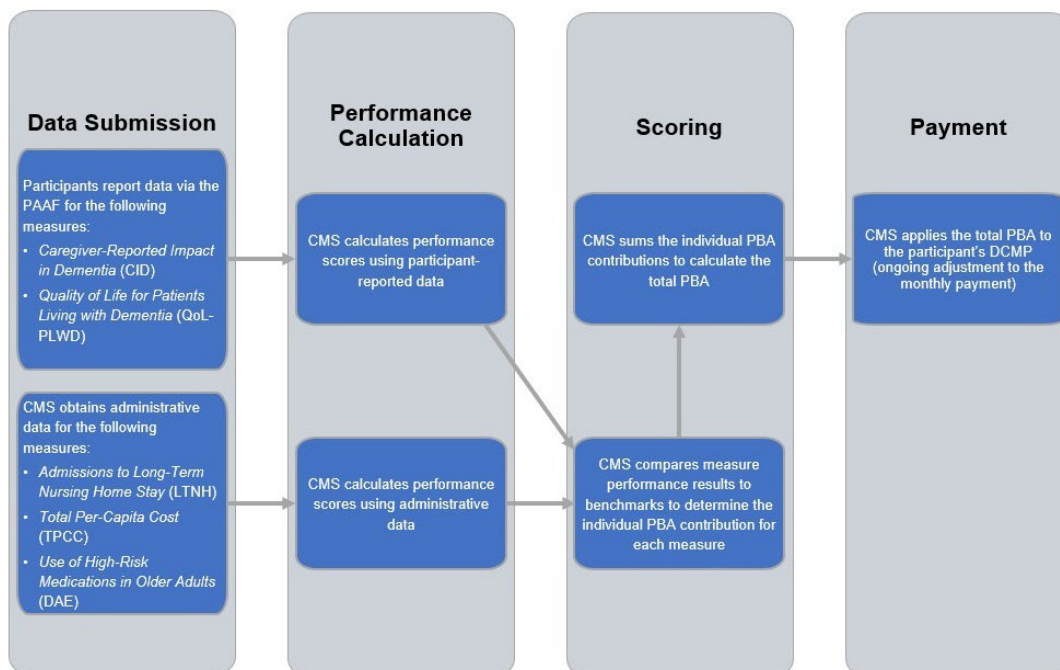 Data Submission
Participants report data via the
PAAF for the following
measures:
• Caregiver-Reported Impact
in Dementia (CID)
• Quality of Life for Patients
Living with Dementia (QoL-
PLWD)
CMS obtains administrative
data for the following
measures:
• Admissions to Long-Term
Nursing Home Stay (LTNH)
• Total Per-Capita Cost
(TPCC)
• Use of High-Risk
Medications in Older Adults
(DAE)
Performance
Calculation
CMS calculates performance
scores using participant-
reported data
CMS calculates performance
scores using administrative
data
Scoring
CMS sums the individual PBA
contributions to calculate the
total PBA
CMS compares measure
performance results to
benchmarks to determine the
individual PBA contribution for
each measure
Payment
CMS applies the total PBA to
the participant's DCMP
(ongoing adjustment to the
monthly payment)